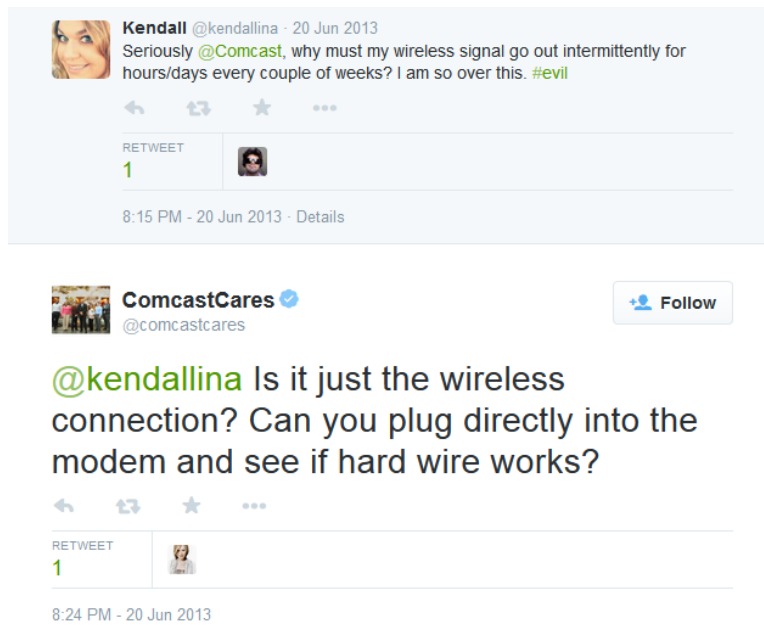 Kendall @kendallina · 20 Jun 2013
Seriously @Comcast, why must my wireless signal go out intermittently for
hours/days every couple of weeks? I am so over this. #evil
RETWEET
1
8:15 PM - 20 Jun 2013 · Details
ComcastCares
Follow
@comcastcares
@kendallina Is it just the wireless
connection? Can you plug directly into the
modem and see if hard wire works?
RETWEET
1
8:24 PM - 20 Jun 2013